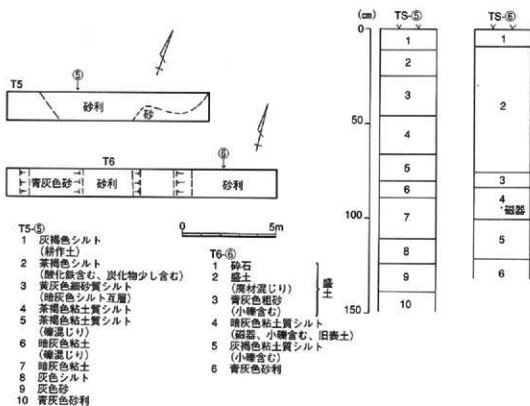 T5
⑤
砂利
砂
T6
⑥
青灰色砂
砂利
砂利
0
5m
T5-⑤
1 灰褐色シルト
(耕作土)
2 茶褐色シルト
(酸化鉄含む、炭化物少し含む)
3 黄灰色細砂質シルト
(暗灰色シルト互層)
4 茶褐色粘土質シルト
5 茶褐色粘土質シルト
(礫混じり)
6 暗灰色粘土
(礫混じり)
7 暗灰色粘土
8 灰色シルト
9 灰色砂
10 青灰色砂利
T6-⑥
1 砕石
2 盛土
(廃材混じり)
3 青灰色粗砂
(小礫含む)
盛土
4 暗灰色粘土質シルト
(磁器、小礫含む、旧表土)
5 灰褐色粘土質シルト
(小礫含む)
6 青灰色砂利
(cm)
TS-⑤
TS-⑥
0
50
100
150
1
2
3
4
5
6
7
8
9
10
1
2
3
4
磁器
5
6